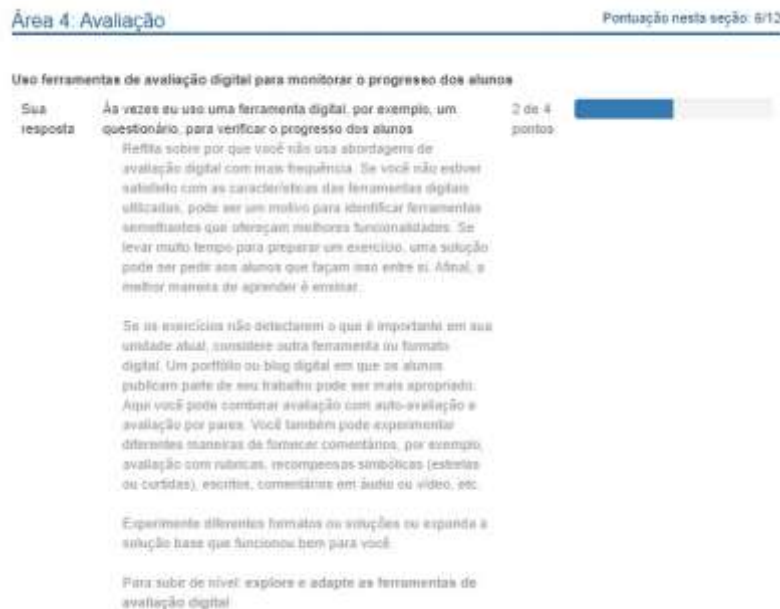 Área 4: Avaliação
Pontuação nesta seção: 6/12
Uso ferramentas de avaliação digital para monitorar o progresso dos alunos
Sua resposta
Às vezes eu uso uma ferramenta digital, por exemplo, um
questionário, para verificar o progresso dos alunos
2 de 4 pontos
Reflita sobre por que você não usa abordagens de
avaliação digital com mais frequência. Se você não estiver
satisfeito com as características das ferramentas digitais
utilizadas, pode ser um motivo para identificar ferramentas
semelhantes que ofereçam melhores funcionalidades. Se
levar muito tempo para preparar um exercício, uma solução
pode ser pedir aos alunos que façam isso entre si. Afinal, a
melhor maneira de aprender é ensinar.
Se os exercícios não detectarem o que é importante em sua
unidade atual, considere outra ferramenta ou formato
digital. Um portfólio ou blog digital em que os alunos
publicam parte de seu trabalho pode ser mais apropriado.
Aqui você pode combinar avaliação com auto-avaliação e
avaliação por pares. Você também pode experimentar
diferentes maneiras de fornecer comentários, por exemplo,
avaliação com rubricas, recompensas simbólicas (estrelas
ou curtidas), escritos, comentários em áudio ou vídeo, etc.
Experimente diferentes formatos ou soluções ou expanda a
solução base que funcionou bem para você.
Para subir de nível: explore e adapte as ferramentas de
avaliação digital